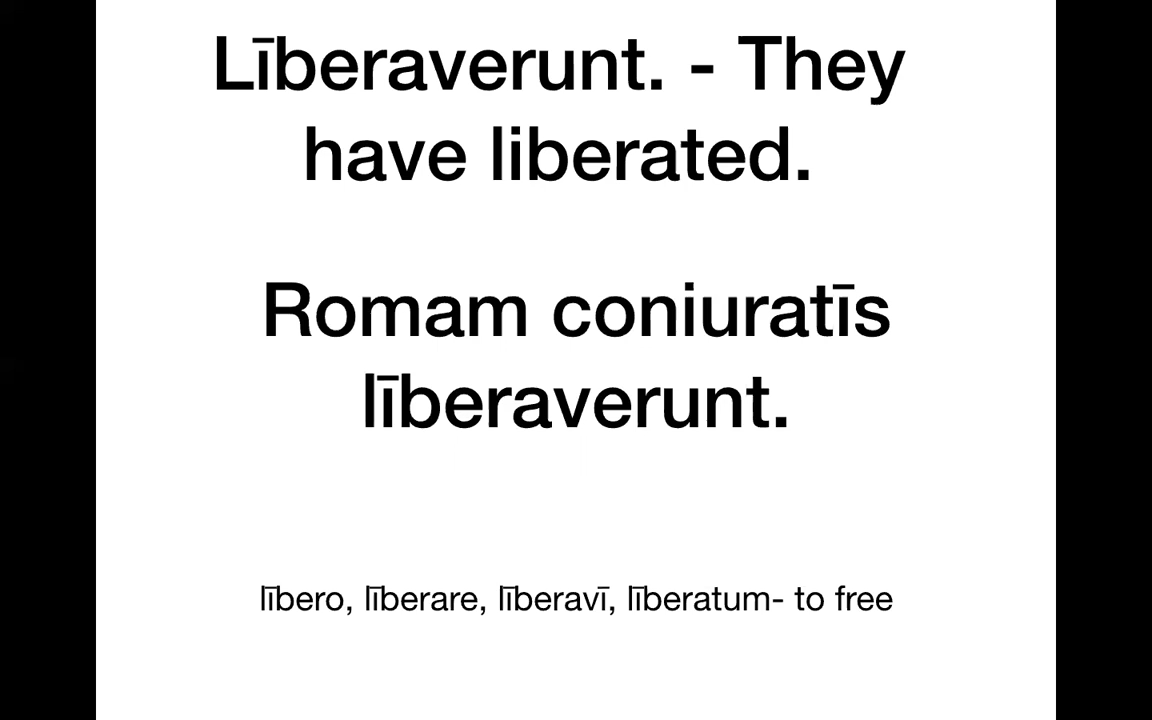 Līberaverunt. - They
have liberated.
Romam coniuratīs
līberaverunt.
lībero, līberare, līberavī, līberatum- to free